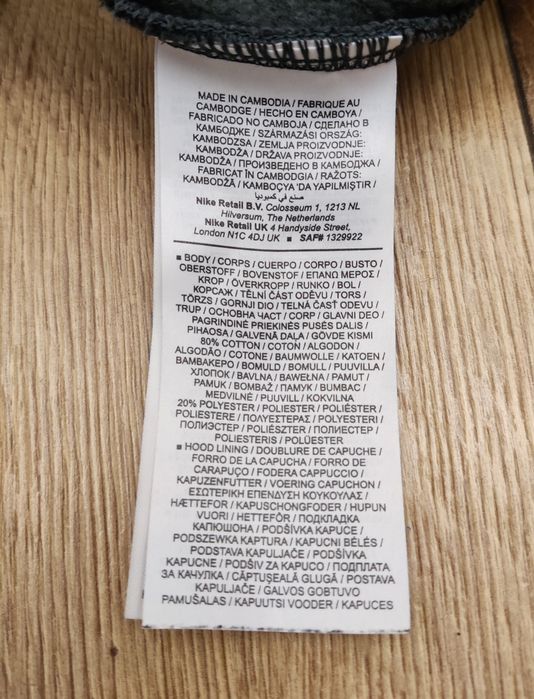 MADE IN CAMBODIA / FABRIQUE AU
CAMBODGE / HECHO EN CAMBOYA /
FABRICADO NO CAMBOJA / СДЕЛАНО В
КАМБОДЖЕ / SZÁRMAZÁSI ORSZÁG:
KAMBODZSA / ZEMLJA PROIZVODNJE:
KAMBODŽA / DRŽAVA PROIZVODNJE:
KAMBODŽA / ПРОИЗВЕДЕНО В КАМБОДЖА /
FABRICAT ÎN CAMBODGIA / RAŽOTS:
KAMBODŽĀ / KAMBOÇYA 'DA YAPILMIŞTIR /
صنع في كمبوديا
Nike Retail B.V. Colosseum 1, 1213 NL
Hilversum, The Netherlands
Nike Retail UK 4 Handyside Street,
London N1C 4DJ UK ■ SAF# 1329922
■ BODY / CORPS / CUERPO / CORPO / BUSTO /
OBERSTOFF / BOVENSTOF / ΕΠΑΝΩ ΜΕΡΟΣ /
KROP / ÖVERKROPP / RUNKO / BOL /
КОРСАЖ / TĚLNÍ ČÁST ODĚVU / TORS /
TÖRZS / GORNJI DIO / TELNÁ ČASŤ ODEVU /
TRUP / ОСНОВНА ЧАСТ / CORP / GLAVNI DEO /
PAGRINDINĖ PRIEKINĖS PUSĖS DALIS /
PIHAOSA / GALVENĀ DAĻA / GÖVDE KISMI
80% COTTON / COTON / ALGODON /
ALGODÃO / COTONE / BAUMWOLLE / KATOEN /
ΒΑΜΒΑΚΕΡΟ / BOMULD / BOMULL / PUUVILLA /
ХЛОПОК / BAVLNA / BAWEŁNA / PAMUT /
PAMUK / BOMBAŽ / ПАМУК / BUMBAC /
MEDVILNĖ / PUUVILL / KOKVILNA
20% POLYESTER / POLIESTER / POLIÉSTER /
POLIESTERE / ΠΟΛΥΕΣΤΕΡΑΣ / POLYESTERI /
ПОЛИЭСТЕР / POLIÉSZTER / ПОЛИЕСТЕР /
POLIESTERIS / POLÜESTER
■ HOOD LINING / DOUBLURE DE CAPUCHE /
FORRO DE LA CAPUCHA / FORRO DE
CARAPUÇO / FODERA CAPPUCCIO /
KAPUZENFUTTER / VOERING CAPUCHON /
ΕΣΩΤΕΡΙΚΗ ΕΠΕΝΔΥΣΗ ΚΟΥΚΟΥΛΑΣ /
HÆTTEFOR / KAPUSCHONGFODER / HUPUN
VUORI / HETTEFÔR / ПОДКЛАДКА
КАПЮШОНА / PODŠÍVKA KAPUCE /
PODSZEWKA KAPTURA / KAPUCNI BÉLÉS /
PODSTAVA KAPULJAČE / PODŠÍVKA
KAPUCNE / PODŠIV ZA KAPUCO / ПОДПЛАТА
ЗА КАЧУЛКА / CĂPTUŞEALĂ GLUGĂ / POSTAVA
KAPULJAČE / GALVOS GOBTUVO
PAMUŠALAS / KAPUUTSI VOODER / KAPUCES